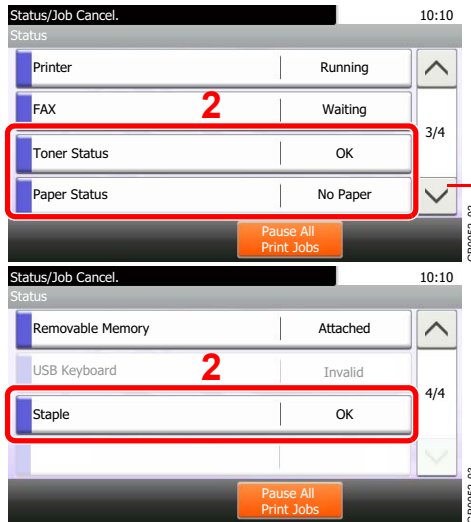 Status/Job Cancel. 10:10
Status
Printer Running
FAX Waiting
2
3/4
Toner Status OK
Paper Status No Paper
Pause All
Print Jobs
Status/Job Cancel. 10:10
Status
Removable Memory Attached
USB Keyboard Invalid
2
4/4
Staple OK
Pause All
Print Jobs